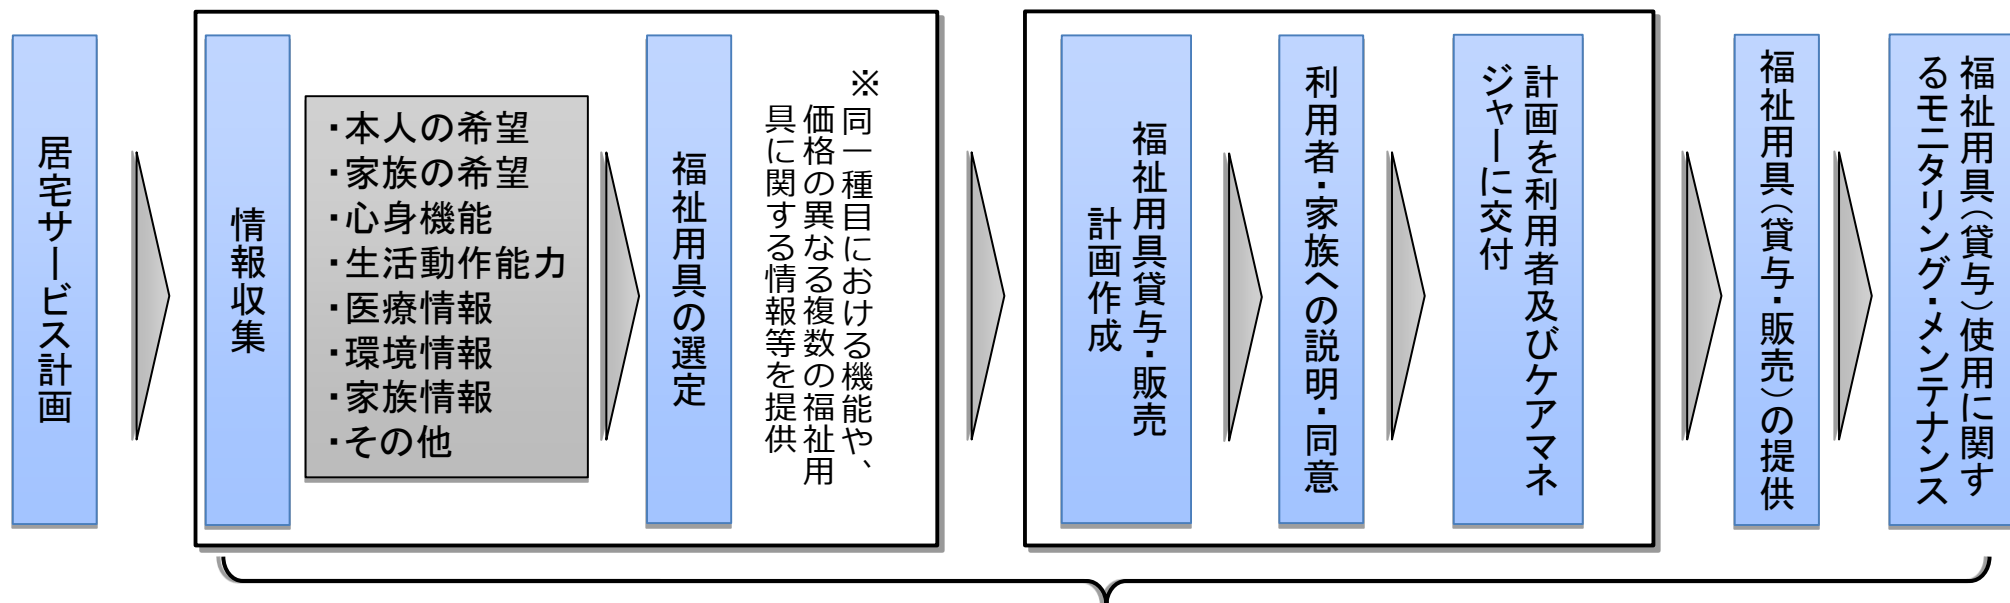 居宅サービス計画
情報収集
・本人の希望
・家族の希望
・心身機能
・生活動作能力
・医療情報
・環境情報
・家族情報
・その他
福祉用具の選定
※同一種目における機能や、
価格の異なる複数の福祉用
具に関する情報等を提供
福祉用具貸与・販売
計画作成
利用者・家族への説明・同意
計画を利用者及びケアマネ
ジャーに交付
福祉用具(貸与・販売)の提供
福祉用具(貸与)使用に関す
るモニタリング・メンテナンス